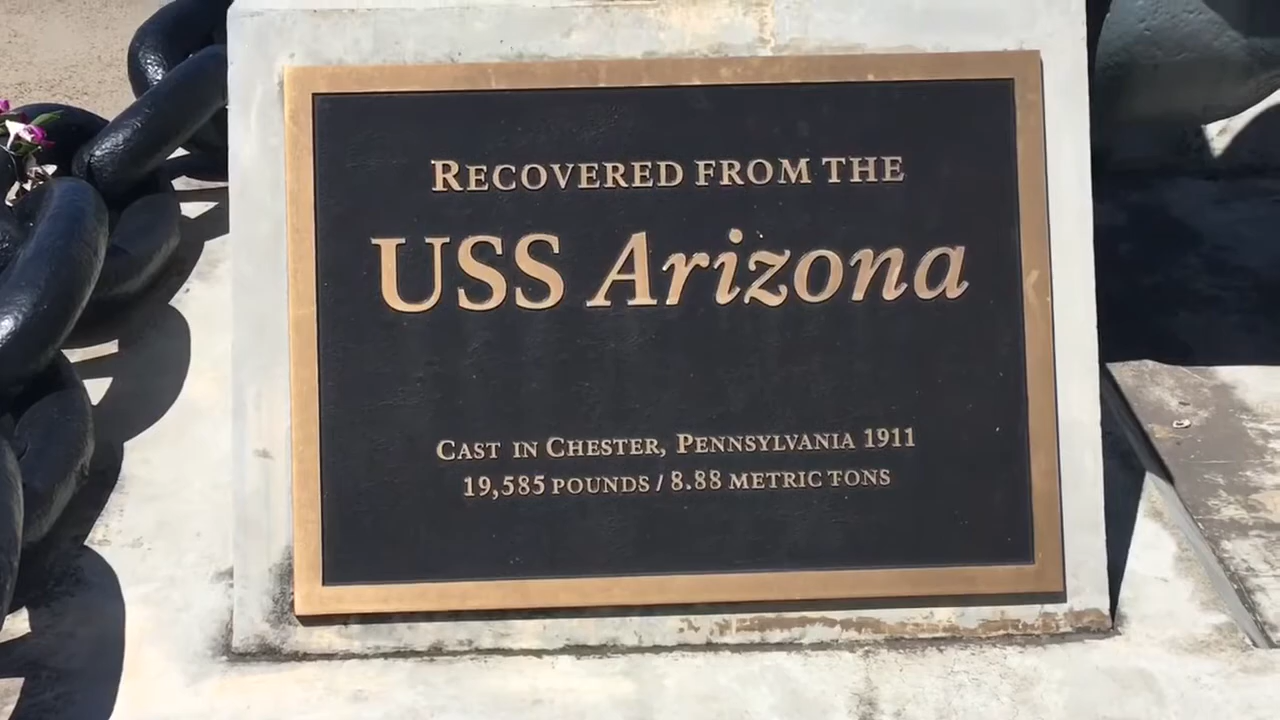 RECOVERED FROM THE
USS Arizona
CAST IN CHESTER, PENNSYLVANIA 1911
19,585 POUNDS / 8.88 METRIC TONS